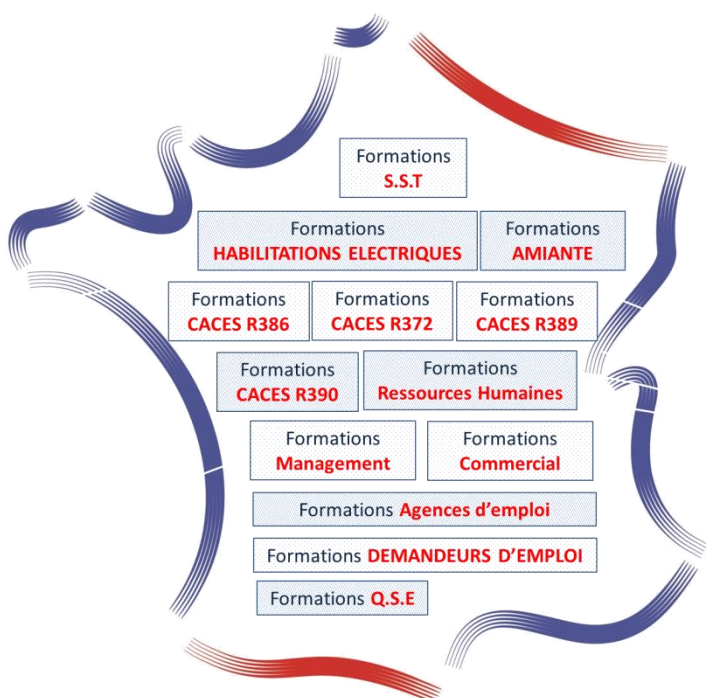 Formations
S.S.T
Formations
HABILITATIONS ELECTRIQUES
Formations
AMIANTE
Formations
CACES R386
Formations
CACES R372
Formations
CACES R389
Formations
CACES R390
Formations
Ressources Humaines
Formations
Management
Formations
Commercial
Formations Agences d’emploi
Formations DEMANDEURS D’EMPLOI
Formations Q.S.E